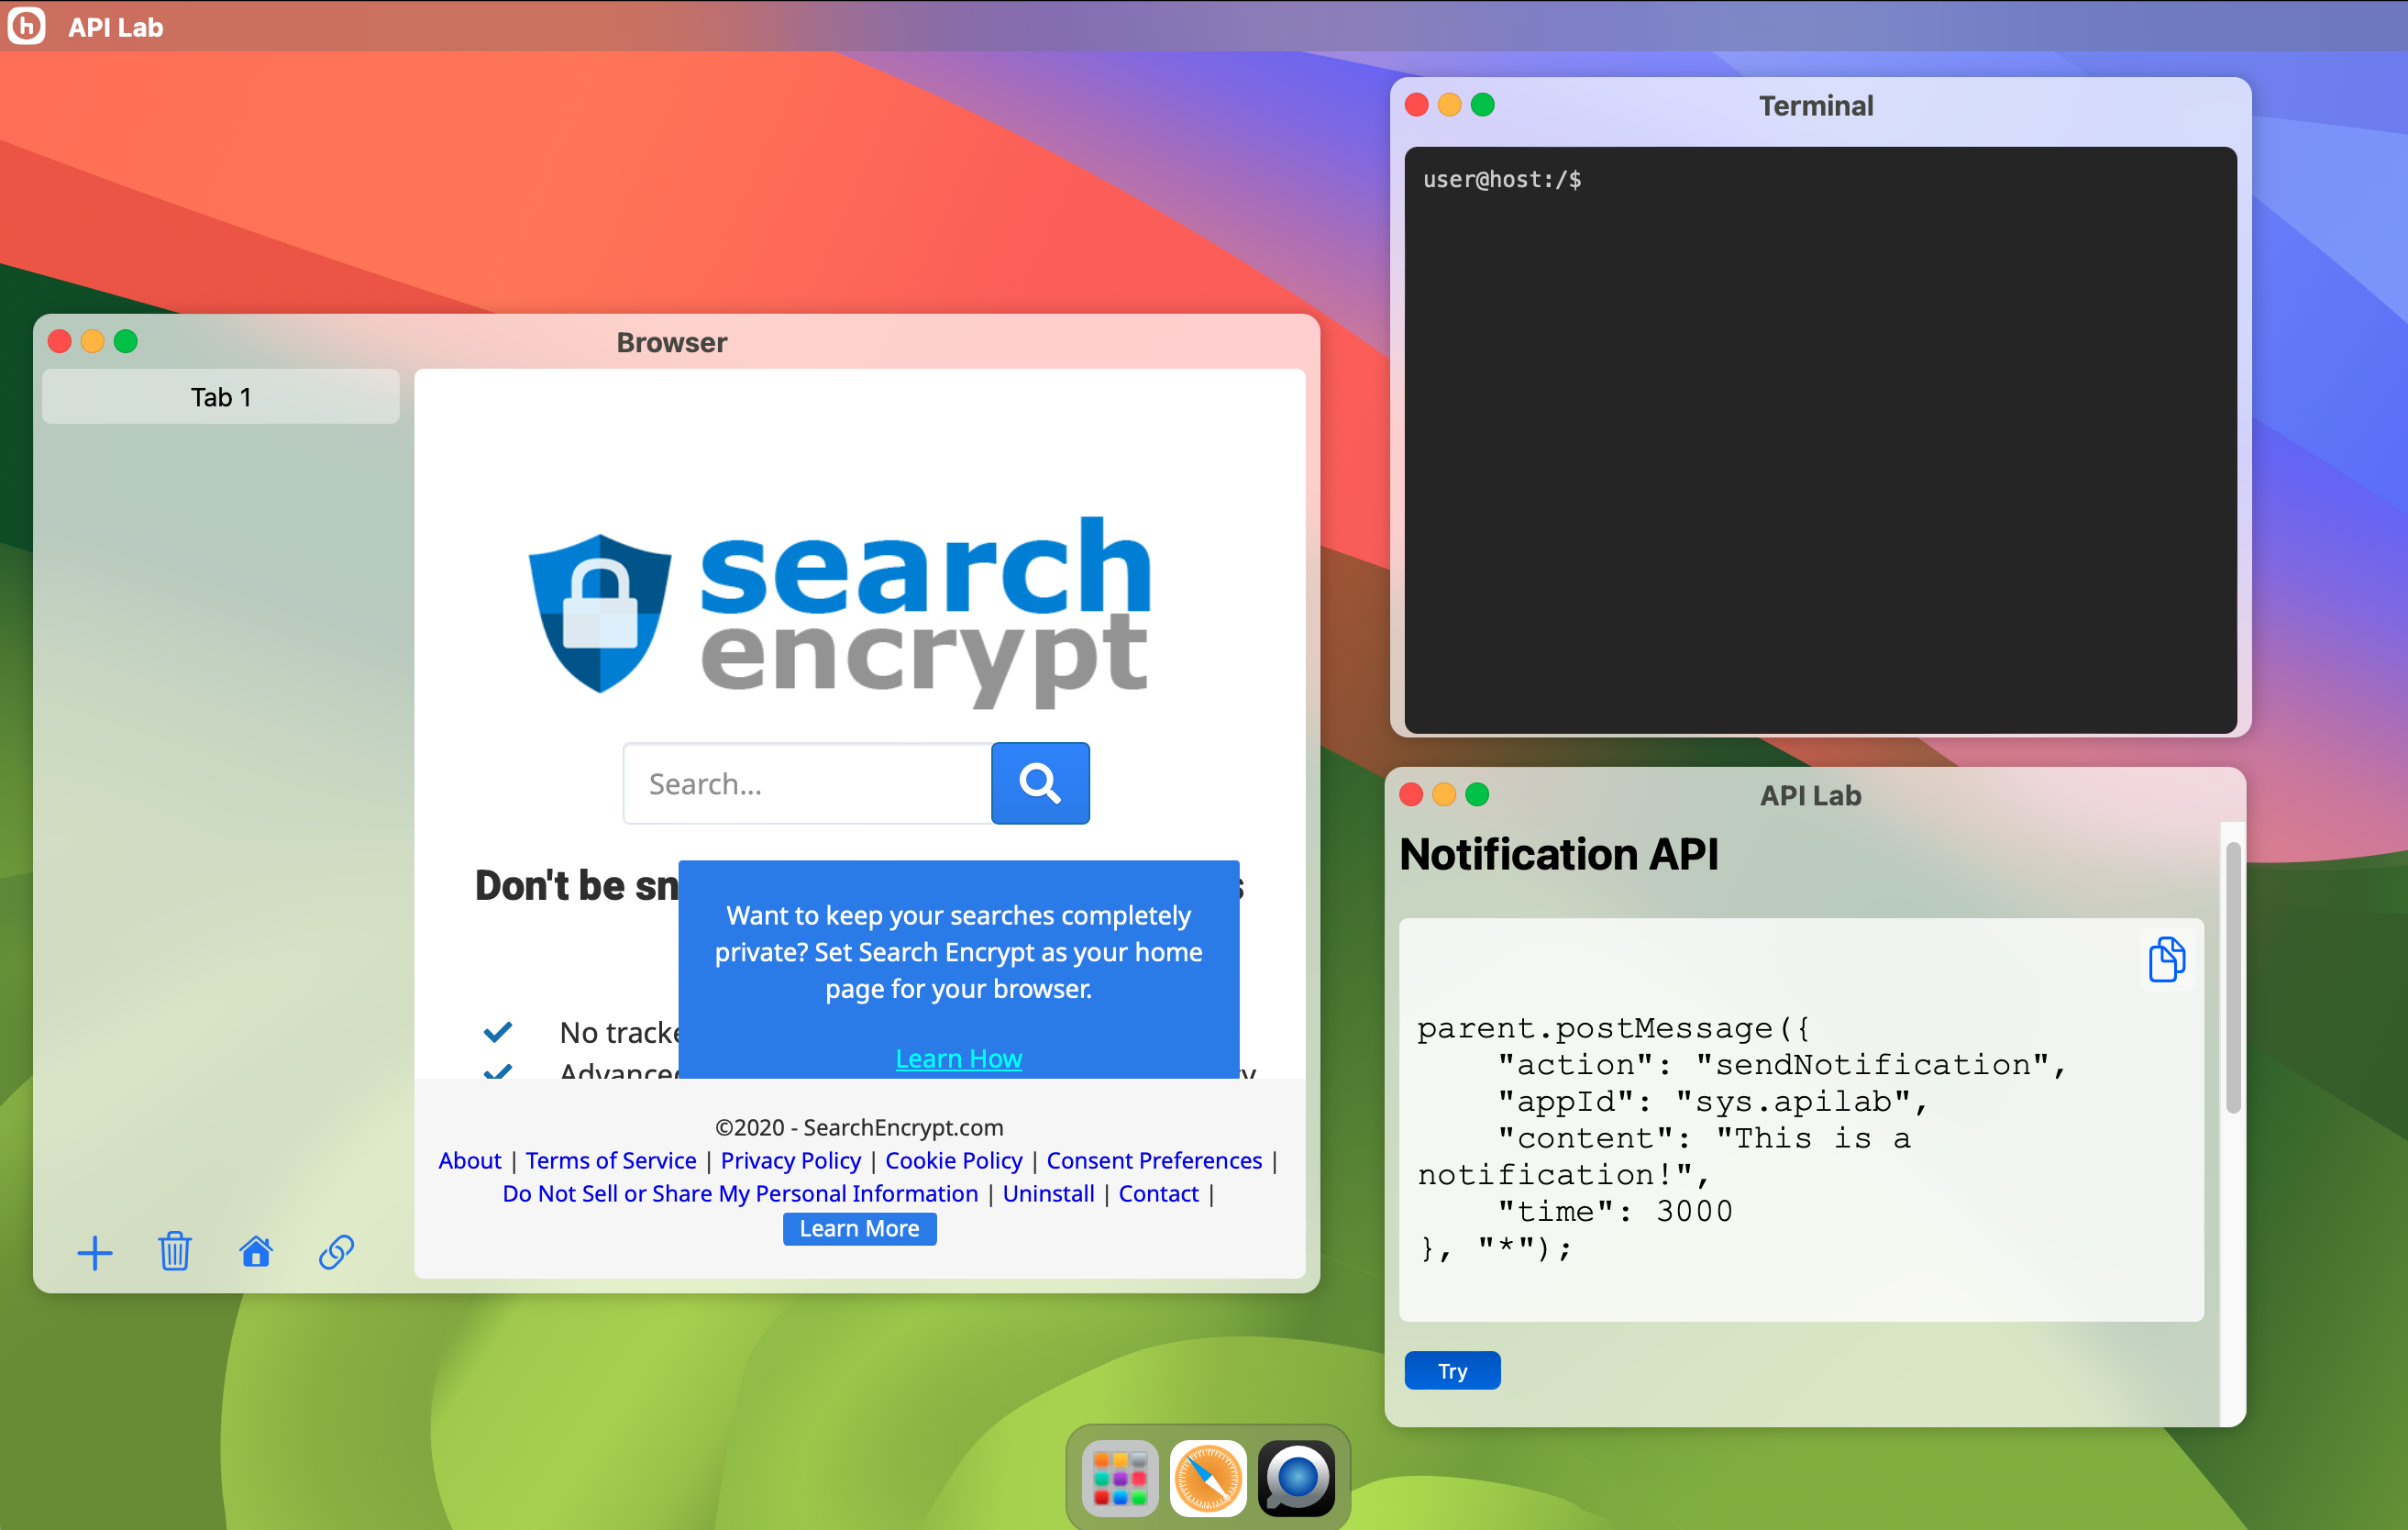 API Lab
Terminal
user@host:/$
Browser
Tab 1
search
encrypt
Search...
Don't be sn
Want to keep your searches completely
private? Set Search Encrypt as your home
page for your browser.
Learn How
No tracke
Advanced
©2020 - SearchEncrypt.com
About | Terms of Service | Privacy Policy | Cookie Policy | Consent Preferences |
Do Not Sell or Share My Personal Information | Uninstall | Contact |
Learn More
API Lab
Notification API
parent.postMessage({
"action": "sendNotification",
"appId": "sys.apilab",
"content": "This is a
notification!",
"time": 3000
}, "*");
Try